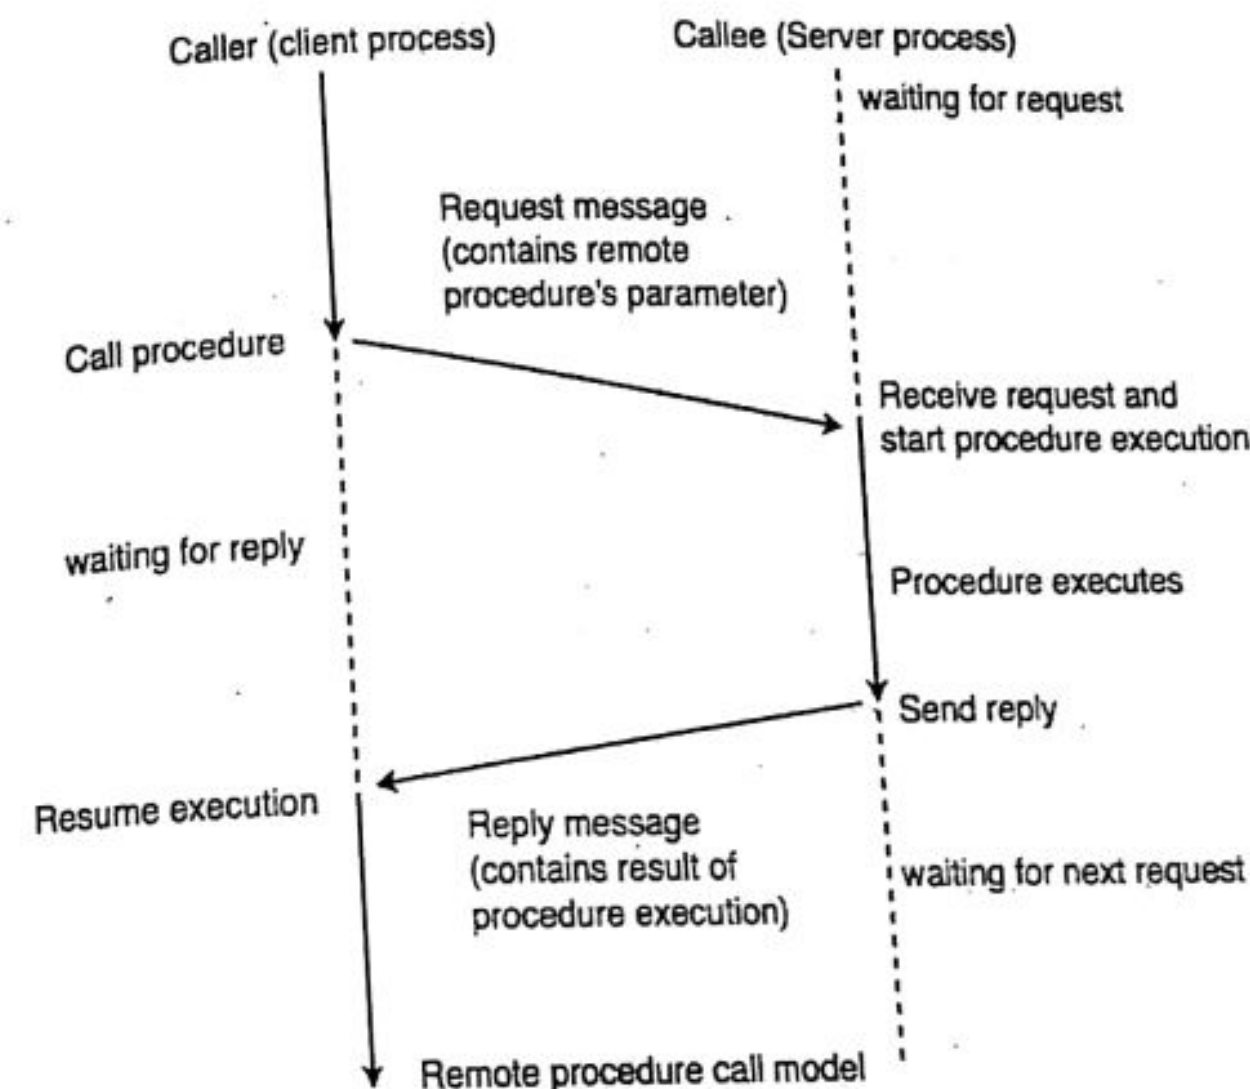 Caller (client process)
Callee (Server process)
waiting for request
Request message
(contains remote
procedure's parameter)
Call procedure
Receive request and
start procedure execution
waiting for reply
Procedure executes
Send reply
Resume execution
Reply message
(contains result of
procedure execution)
waiting for next request
Remote procedure call model